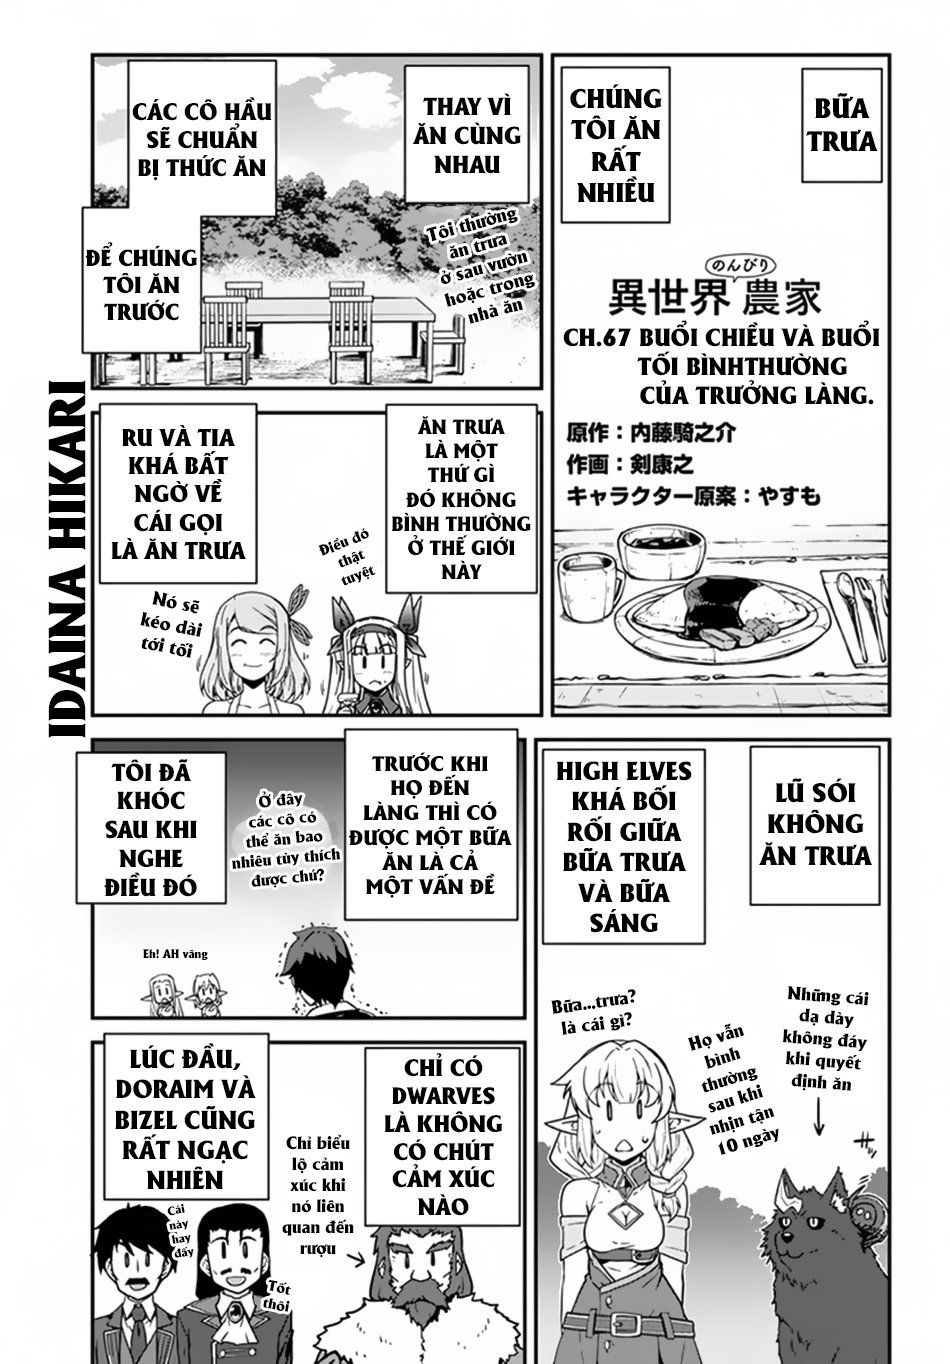 BỮA
TRƯA
CHÚNG
TÔI ĂN
RẤT
NHIỀU
のんびり
異世界 農家
CH.67 BUỔI CHIỀU VÀ BUỔI
TỐI BÌNHTHƯỜNG
CỦA TRƯỞNG LÀNG.
原作：内藤騎之介
作画：剣康之
キャラクター原案：やすも
THAY VÌ
ĂN CÙNG
NHAU
CÁC CÔ HẦU
SẼ CHUẨN
BỊ THỨC ĂN
ĐỂ CHÚNG
TÔI ĂN
TRƯỚC
Tôi thường
ăn trưa
ở sau vườn
hoặc trong
nhà ăn
ĂN TRƯA
LÀ MỘT
THỨ GÌ
ĐÓ KHÔNG
BÌNH THƯỜNG
Ở THẾ GIỚI
NÀY
RU VÀ TIA
KHÁ BẤT
NGỜ VỀ
CÁI GỌI
LÀ ĂN TRƯA
Điều đó
thật
tuyệt
Nó sẽ
kéo dài
tới tối
IDAINA HIKARI
LŨ SÓI
KHÔNG
ĂN TRƯA
HIGH ELVES
KHÁ BỐI
RỐI GIỮA
BỮA TRƯA
VÀ BỮA
SÁNG
Những cái
dạ dày
không đáy
khi quyết
định ăn
Bữa...trưa?
là cái gì?
Họ vẫn
bình
thường
sau khi
nhịn tận
10 ngày
TRƯỚC KHI
HỌ ĐẾN
LÀNG THÌ CÓ
ĐƯỢC MỘT BỮA
ĂN LÀ CẢ
MỘT VẤN ĐỀ
Ở đây
các cô có
thể ăn bao
nhiêu tùy thích
được chứ?
TÔI ĐÃ
KHÓC
SAU KHI
NGHE
ĐIỀU ĐÓ
Eh! AH vâng
CHỈ CÓ
DWARVES
LÀ KHÔNG
CÓ CHÚT
CẢM XÚC
NÀO
Chỉ biểu
lộ cảm
xúc khi
nó liên
quan đến
rượu
LÚC ĐẦU,
DORAIM VÀ
BIZEL CŨNG
RẤT NGẠC
NHIÊN
Cái
này
hay
đấy
Tốt
thôi